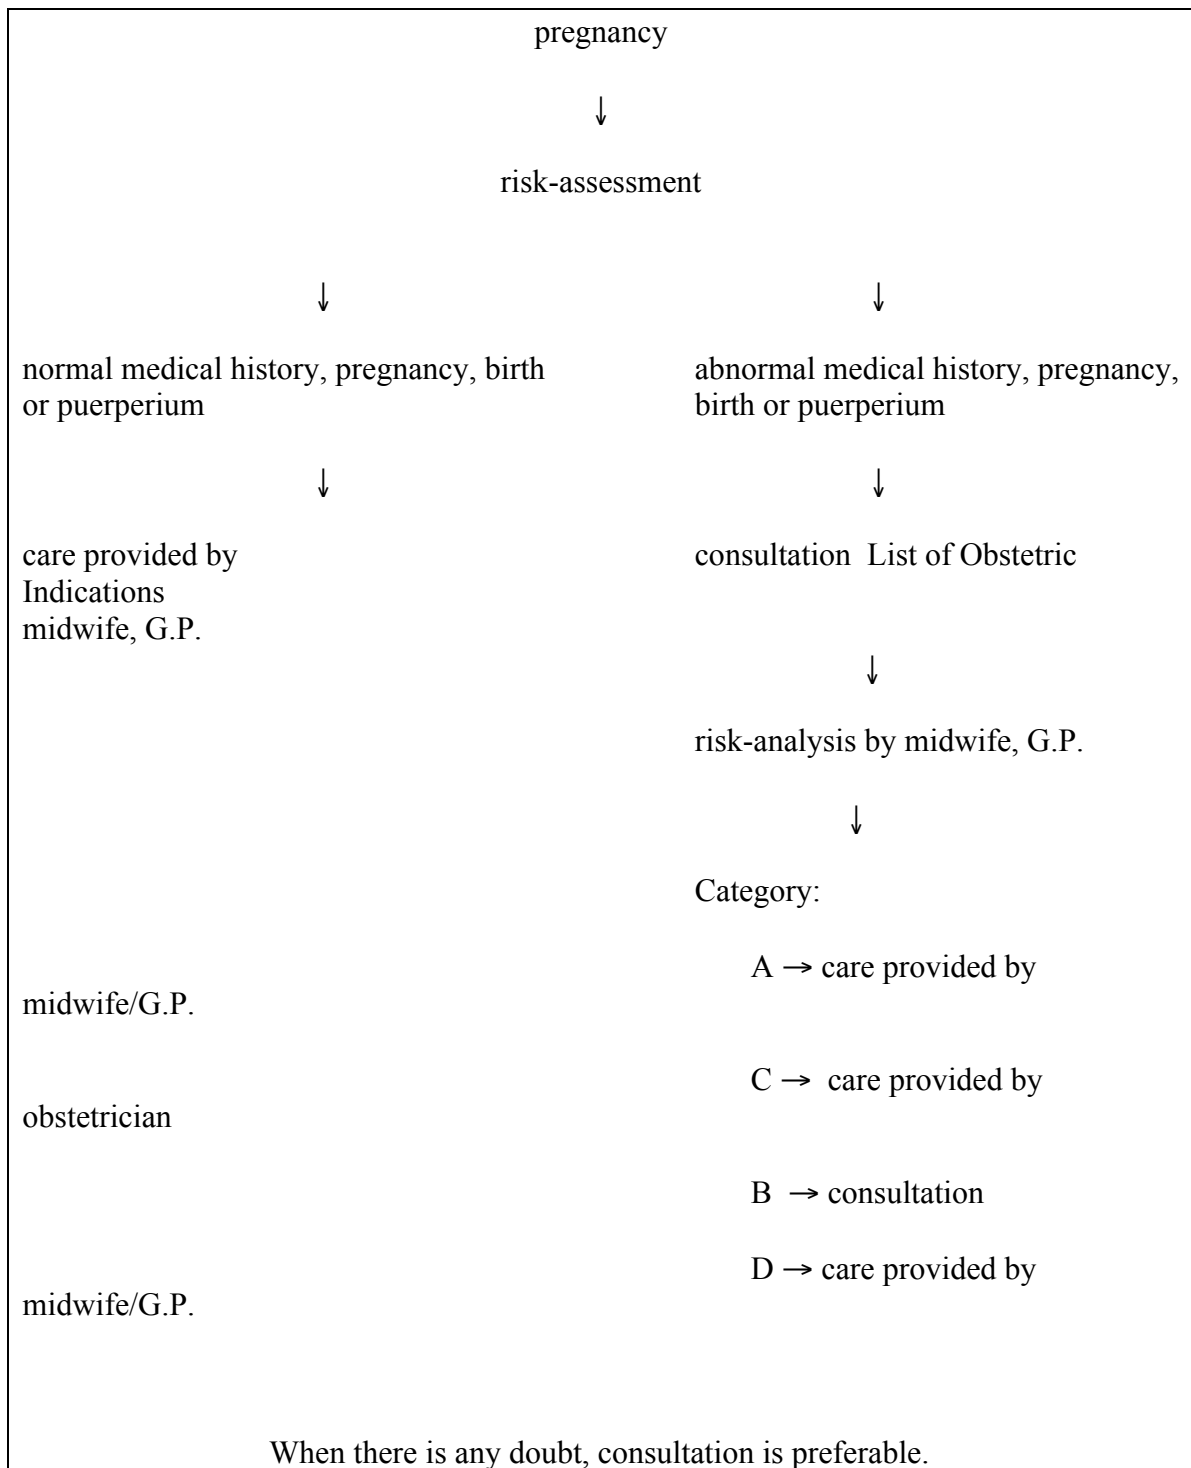 pregnancy
↓
risk-assessment
↓ ↓
normal medical history, pregnancy, birth abnormal medical history, pregnancy,
or puerperium birth or puerperium
↓ ↓
care provided by consultation List of Obstetric
Indications
midwife, G.P.
↓
risk-analysis by midwife, G.P.
↓
Category:
A → care provided by
midwife/G.P.
C → care provided by
obstetrician
B → consultation
D → care provided by
midwife/G.P.
When there is any doubt, consultation is preferable.